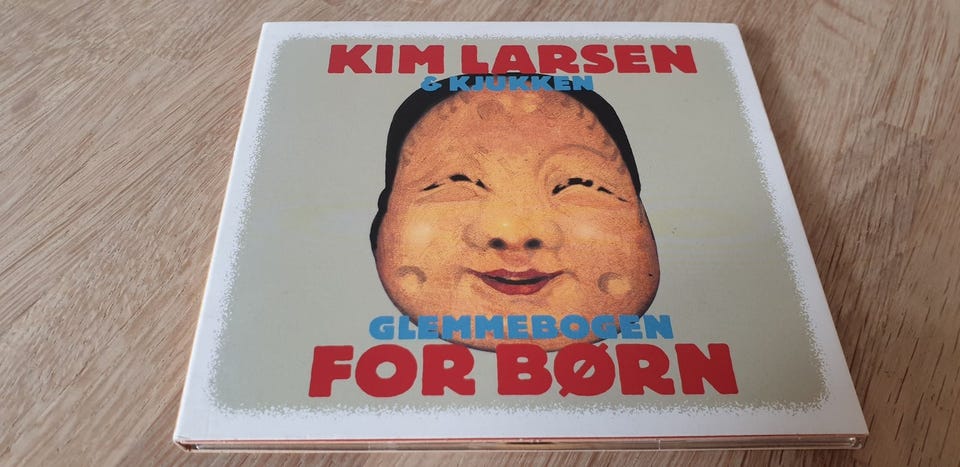 KIM LARSEN
& KJUKKEN
GLEMMEBOGEN
FOR BØRN